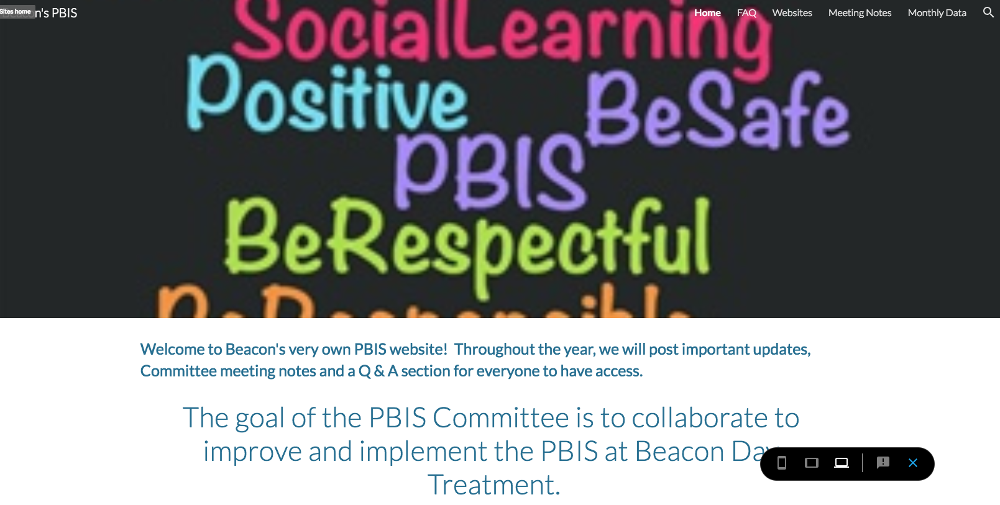 Sites home
Beacon's PBIS
Home FAQ Websites Meeting Notes Monthly Data
SocialLearning
Positive
BeSafe
PBIS
BeRespectful
BeResponsible
Welcome to Beacon's very own PBIS website! Throughout the year, we will post important updates,
Committee meeting notes and a Q & A section for everyone to have access.
The goal of the PBIS Committee is to collaborate to
improve and implement the PBIS at Beacon Day
Treatment.